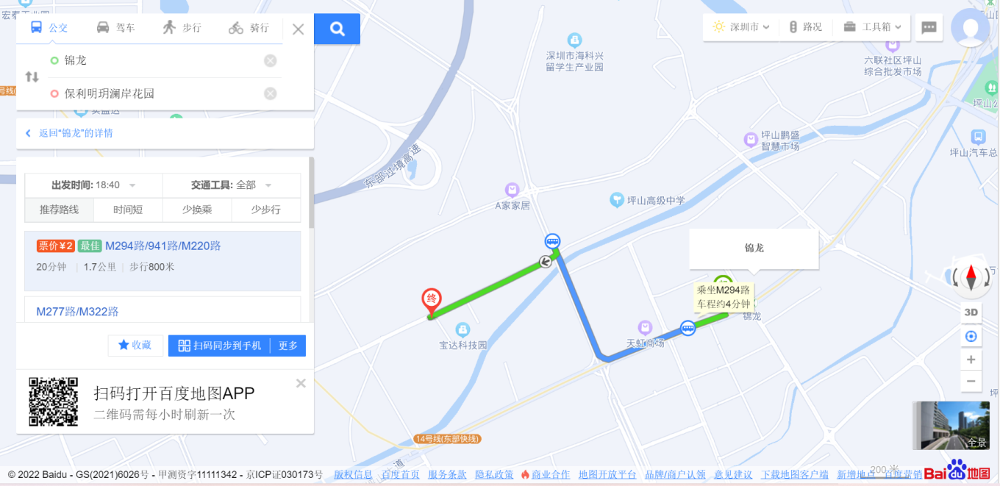 公交
驾车
步行
骑行
锦龙
保利明玥澜岸花园
返回“锦龙”的详情
出发时间: 18:40
交通工具: 全部
推荐路线
时间短
少换乘
少步行
票价¥2 最佳 M294路/941路/M220路
20分钟 | 1.7公里 | 步行800米
M277路/M322路
收藏
扫码同步到手机
更多
扫码打开百度地图APP
二维码需每小时刷新一次
深圳市
路况
工具箱
深圳市海科兴
留学生产业园
六联社区坪山
综合批发市场
坪山鹏盛
智慧市场
坪山汽车总
东部过境高速
A家家居
坪山高级中学
锦龙
乘坐M294路
车程约4分钟
锦龙
天虹商场
终
宝达科技园
14号线(东部快线)
3D
全景
200 米
© 2022 Baidu - GS(2021)6026号 - 甲测资字11111342 - 京ICP证030173号
版权信息
百度首页
服务条款
隐私政策
商业合作
地图开放平台
品牌/商户认领
意见建议
下载地图客户端
新增地点
百度营销
Bai du 地图